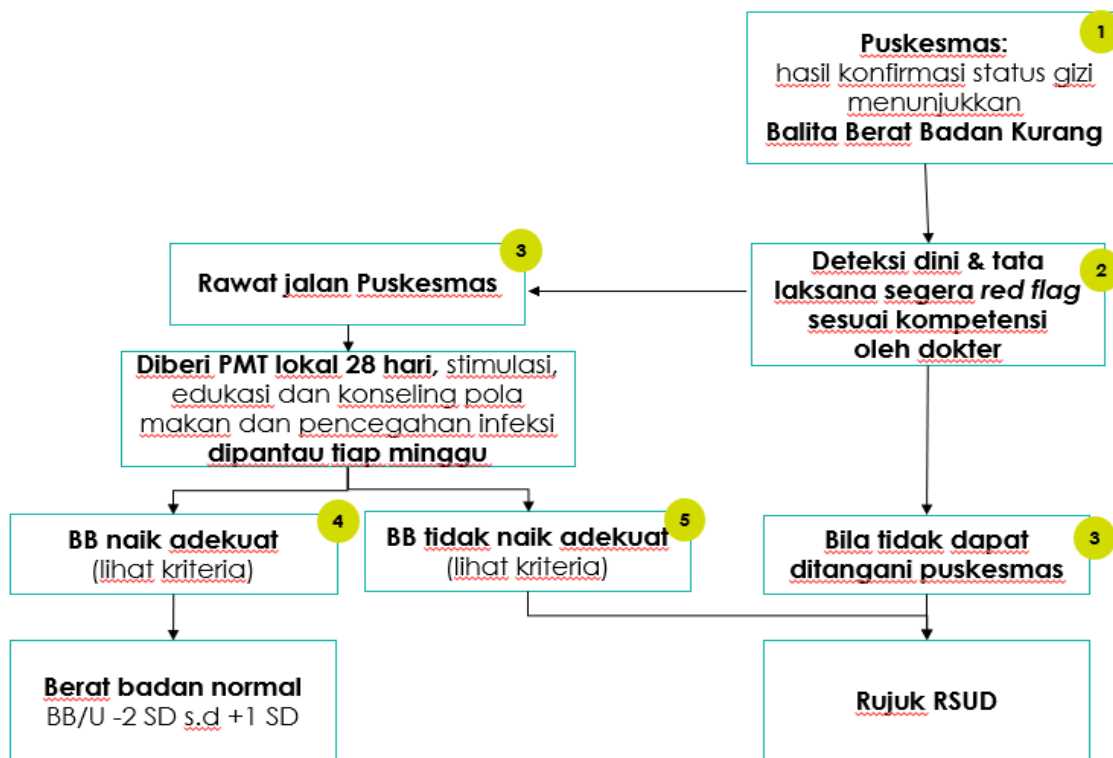 1
Puskesmas:
hasil konfirmasi status gizi
menunjukkan
Balita Berat Badan Kurang
2
Deteksi dini & tata
laksana segera red flag
sesuai kompetensi
oleh dokter
3
Rawat jalan Puskesmas
Diberi PMT lokal 28 hari, stimulasi,
edukasi dan konseling pola
makan dan pencegahan infeksi
dipantau tiap minggu
4
BB naik adekuat
(lihat kriteria)
5
BB tidak naik adekuat
(lihat kriteria)
3
Bila tidak dapat
ditangani puskesmas
Berat badan normal
BB/U -2 SD s.d +1 SD
Rujuk RSUD